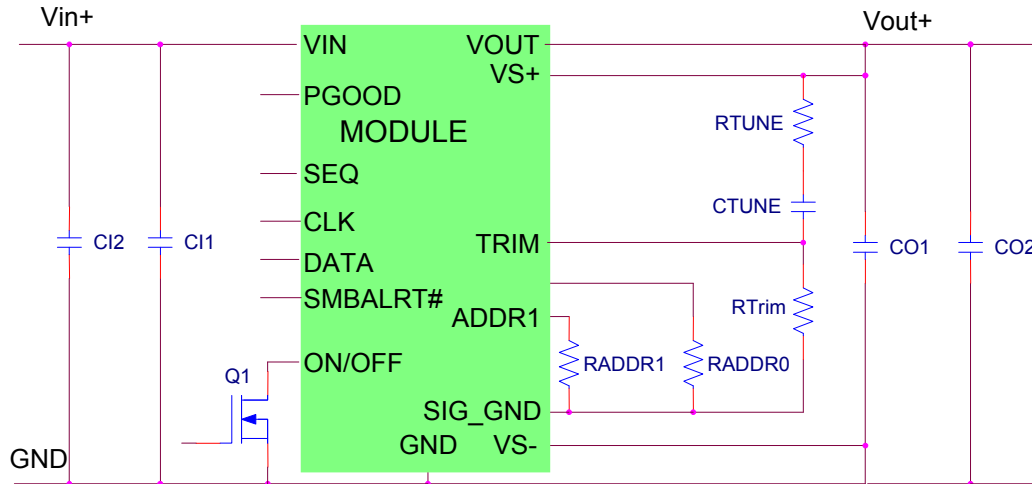 Vin+
Vout+
VIN
VOUT
VS+
PGOOD
RTUNE
MODULE
SEQ
CTUNE
CLK
TRIM
CI2
CI1
CO1
CO2
DATA
SMBALRT#
RTrim
ADDR1
ON/OFF
RADDR1
RADDR0
Q1
SIG_GND
GND
VS-
GND